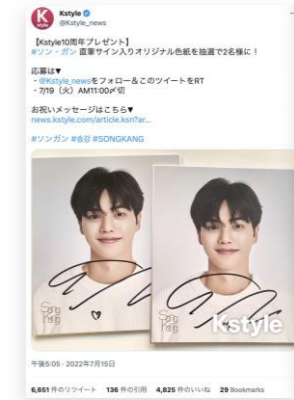 Kstyle
@Kstyle_news
【Kstyle10周年プレゼント】
#ソン・ガン 直筆サイン入りオリジナル色紙を抽選で2名様に！
応募は▼
・@Kstyle_newsをフォロー＆このツイートをRT
・7/19（火）AM11:00〆切
お祝いメッセージはこちら▼
news.kstyle.com/article.ksn?ar...
#ソンガン #송강 #SONGKANG
Song Kang
Song Kang
Kstyle
午後5:05 · 2022年7月15日
6,651 件のリツイート 136 件の引用 4,825 件のいいね 29 Bookmarks